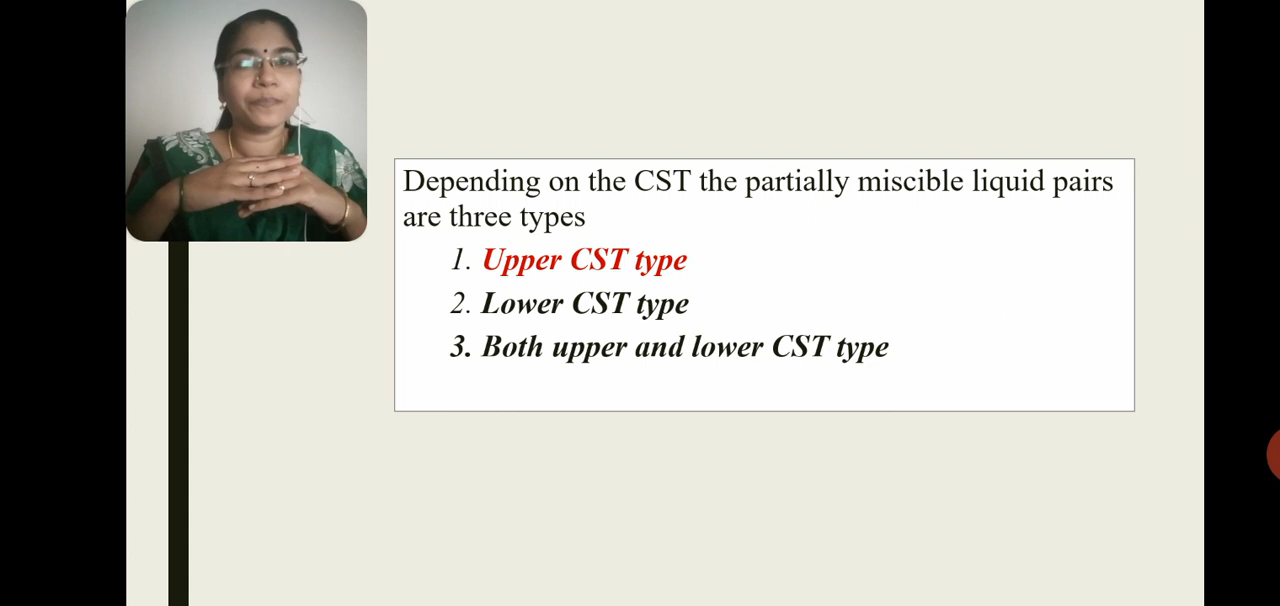 Depending on the CST the partially miscible liquid pairs
are three types
1. Upper CST type
2. Lower CST type
3. Both upper and lower CST type